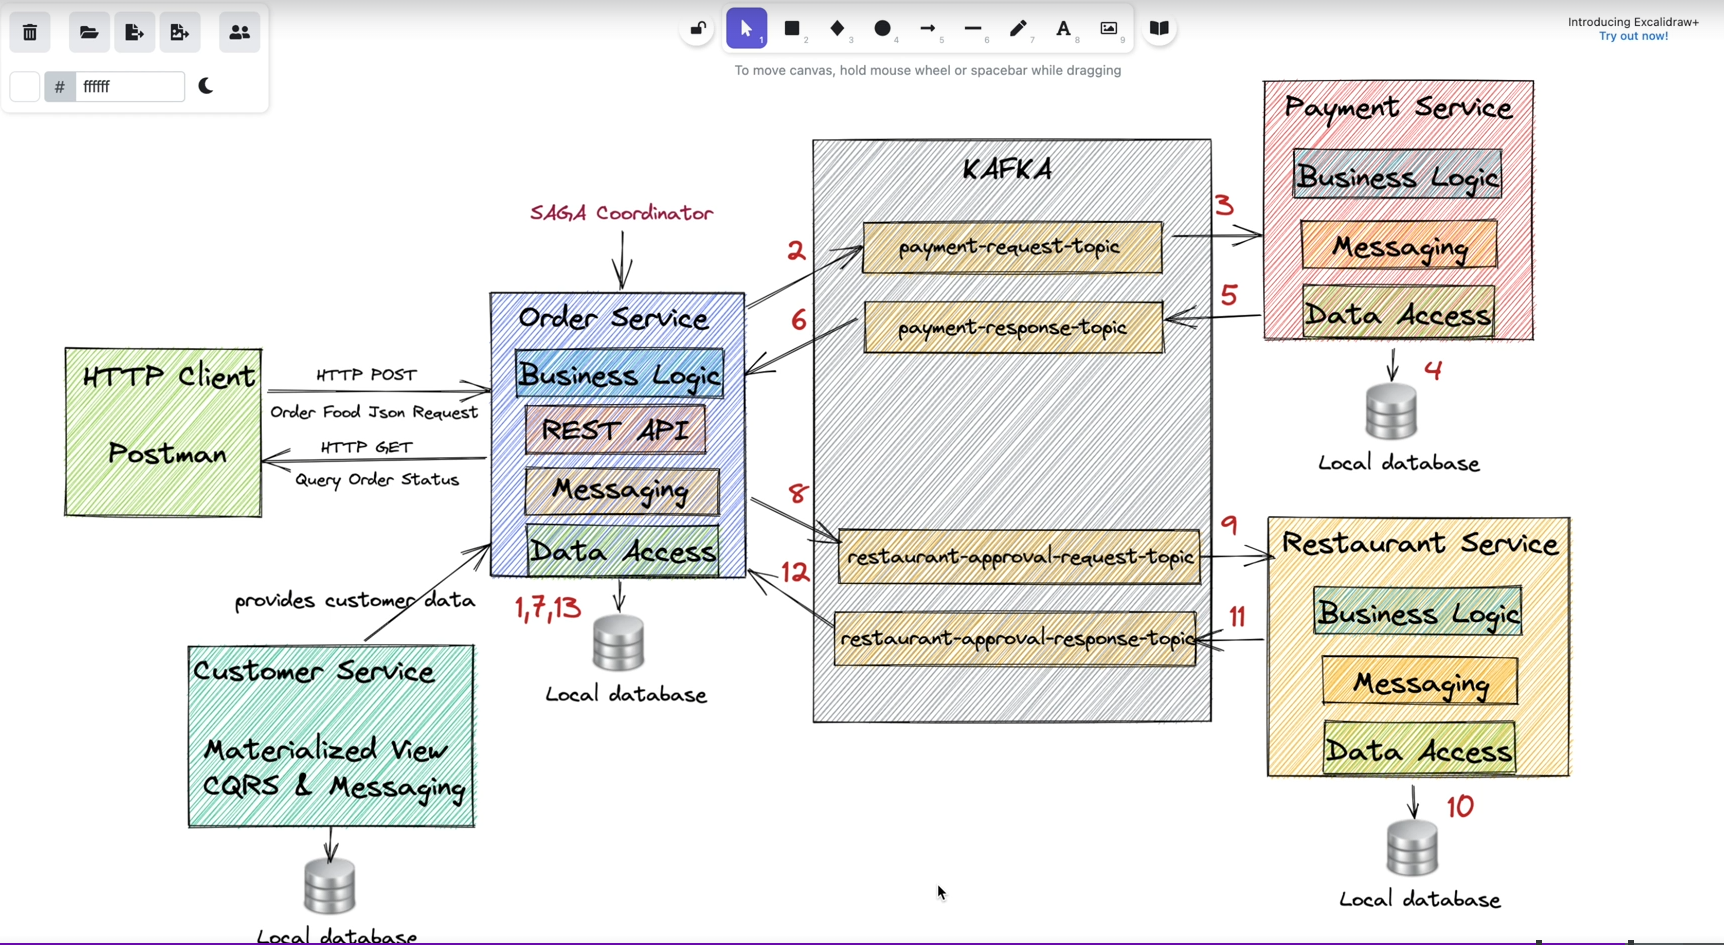 # ffffff
1 2 3 4 5 6 7 8 9
A
To move canvas, hold mouse wheel or spacebar while dragging
Introducing Excalidraw+
Try out now!
HTTP Client
Postman
HTTP POST
Order Food Json Request
HTTP GET
Query Order Status
SAGA Coordinator
Order Service
Business Logic
REST API
Messaging
Data Access
1,7,13
Local database
provides customer data
Customer Service
Materialized View
CQRS & Messaging
Local database
KAFKA
2
payment-request-topic
3
6
payment-response-topic
5
8
restaurant-approval-request-topic
9
12
restaurant-approval-response-topic
11
Payment Service
Business Logic
Messaging
Data Access
4
Local database
Restaurant Service
Business Logic
Messaging
Data Access
10
Local database